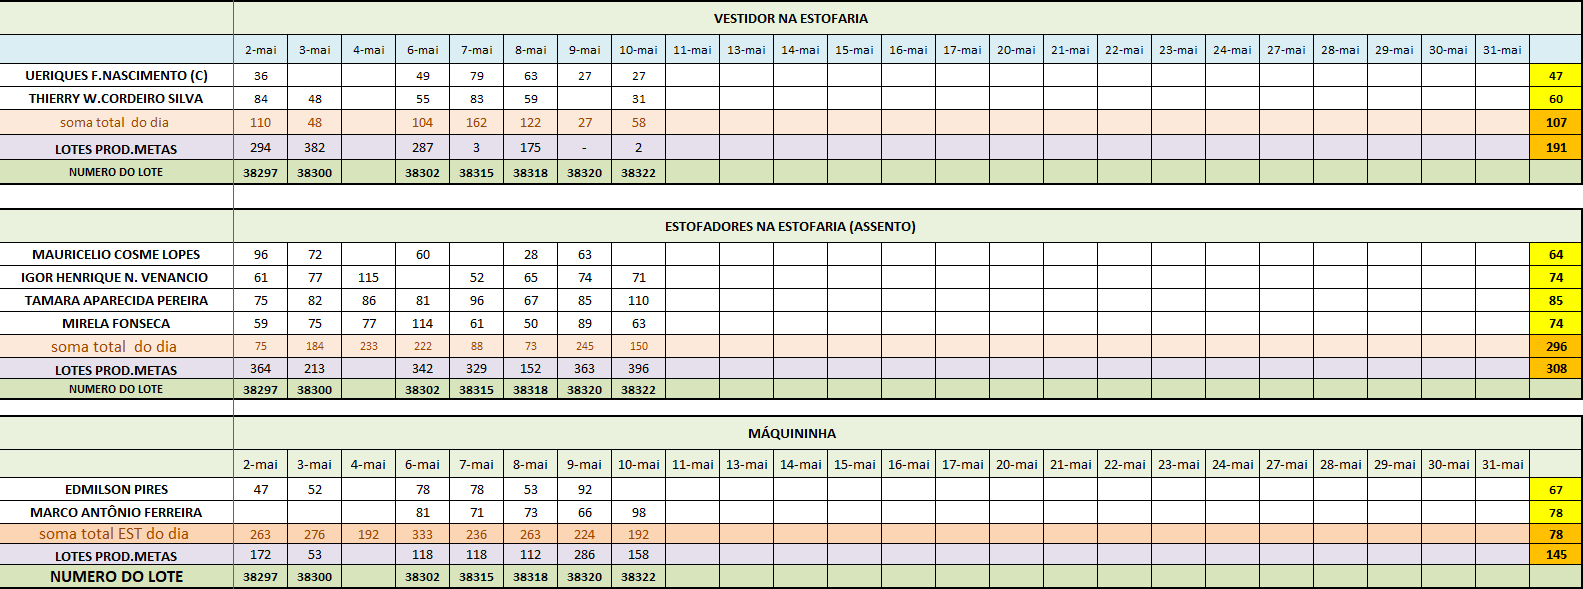 VESTIDOR NA ESTOFARIA
2-mai 3-mai 4-mai 6-mai 7-mai 8-mai 9-mai 10-mai 11-mai 13-mai 14-mai 15-mai 16-mai 17-mai 20-mai 21-mai 22-mai 23-mai 24-mai 27-mai 28-mai 29-mai 30-mai 31-mai
UERIQUES F.NASCIMENTO (C) 36 49 79 63 27 27 47
THIERRY W.CORDEIRO SILVA 84 48 55 83 59 31 60
soma total do dia 110 48 104 162 122 27 58 107
LOTES PROD.METAS 294 382 287 3 175 - 2 191
NUMERO DO LOTE 38297 38300 38302 38315 38318 38320 38322
ESTOFADORES NA ESTOFARIA (ASSENTO)
MAURICELIO COSME LOPES 96 72 60 28 63 64
IGOR HENRIQUE N. VENANCIO 61 77 115 52 65 74 71 74
TAMARA APARECIDA PEREIRA 75 82 86 81 96 67 85 110 85
MIRELA FONSECA 59 75 77 114 61 50 89 63 74
soma total do dia 75 184 233 222 88 73 245 150 296
LOTES PROD.METAS 364 213 342 329 152 363 396 308
NUMERO DO LOTE 38297 38300 38302 38315 38318 38320 38322
MÁQUININHA
2-mai 3-mai 4-mai 6-mai 7-mai 8-mai 9-mai 10-mai 11-mai 13-mai 14-mai 15-mai 16-mai 17-mai 20-mai 21-mai 22-mai 23-mai 24-mai 27-mai 28-mai 29-mai 30-mai 31-mai
EDMILSON PIRES 47 52 78 78 53 92 67
MARCO ANTÔNIO FERREIRA 81 71 73 66 98 78
soma total EST do dia 263 276 192 333 236 263 224 192 78
LOTES PROD.METAS 172 53 118 118 112 286 158 145
NUMERO DO LOTE 38297 38300 38302 38315 38318 38320 38322